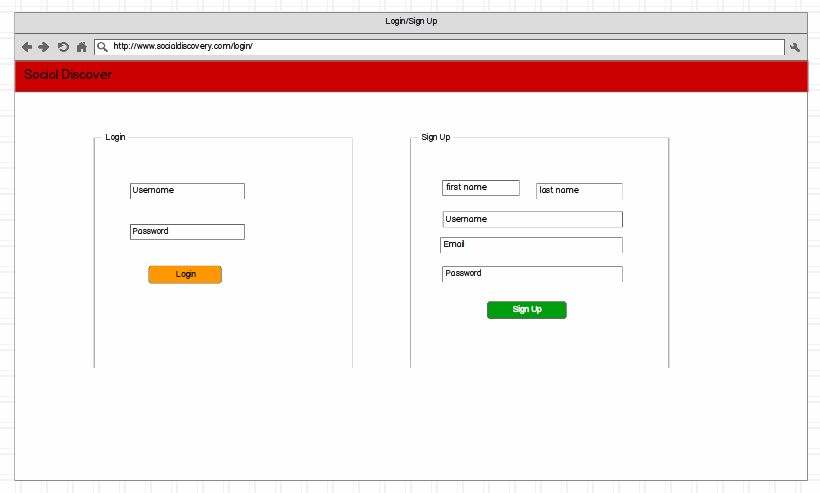 Login/Sign Up
http://www.socialdiscovery.com/login/
Social Discover
Login
Username
Password
Login
Sign Up
first name last name
Username
Email
Password
Sign Up